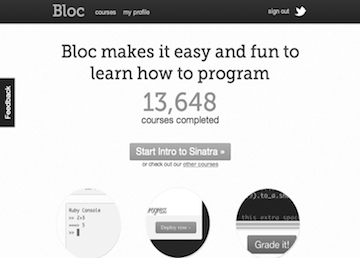 Bloc courses my profile sign out
Bloc makes it easy and fun to
learn how to program
13,648
courses completed
Feedback
Start Intro to Sinatra »
or check out our other courses
Ruby Console
>> 2+3
===> 5
>>
Progress
Deploy now »
this extra spac
Grade it!